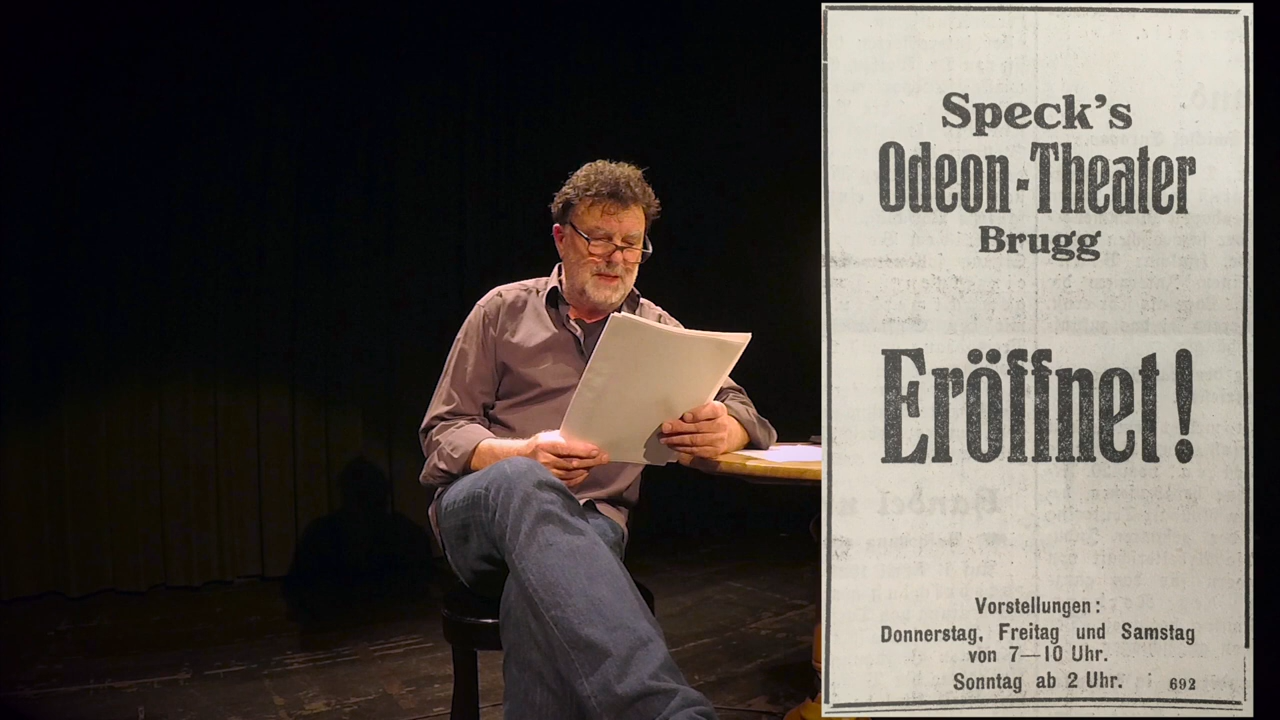 Speck's
Odeon-Theater
Brugg
Eröffnet!
Vorstellungen:
Donnerstag, Freitag und Samstag
von 7—10 Uhr.
Sonntag ab 2 Uhr. 692